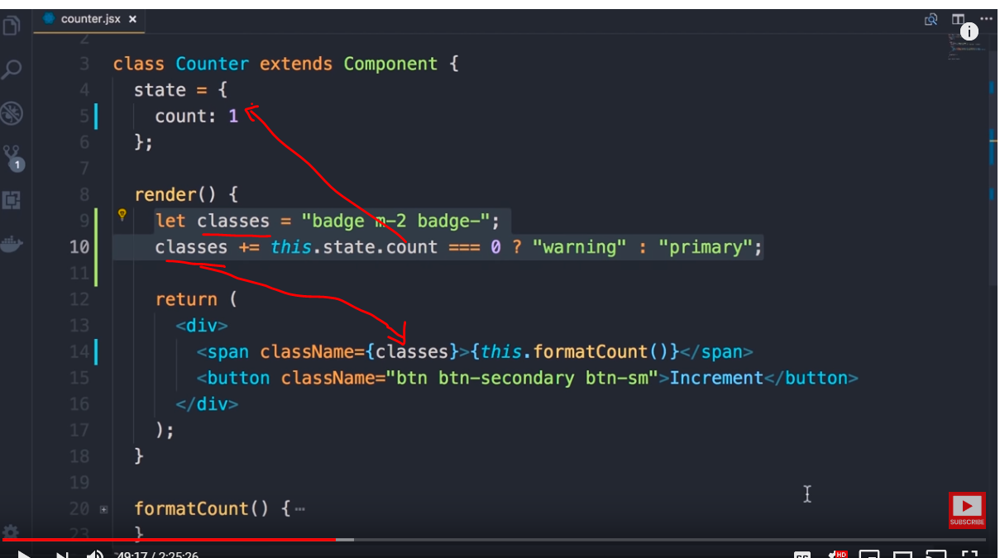 counter.jsx ×
2
3 class Counter extends Component {
4 state = {
5 count: 1
6 };
7
8 render() {
9 let classes = "badge m-2 badge-";
10 classes += this.state.count === 0 ? "warning" : "primary";
11
12 return (
13 <div>
14 <span className={classes}>{this.formatCount()}</span>
15 <button className="btn btn-secondary btn-sm">Increment</button>
16 </div>
17 );
18 }
19
20 formatCount() {…
23 }
1
i
SUBSCRIBE
49:17 / 2:25:26
CC
HD